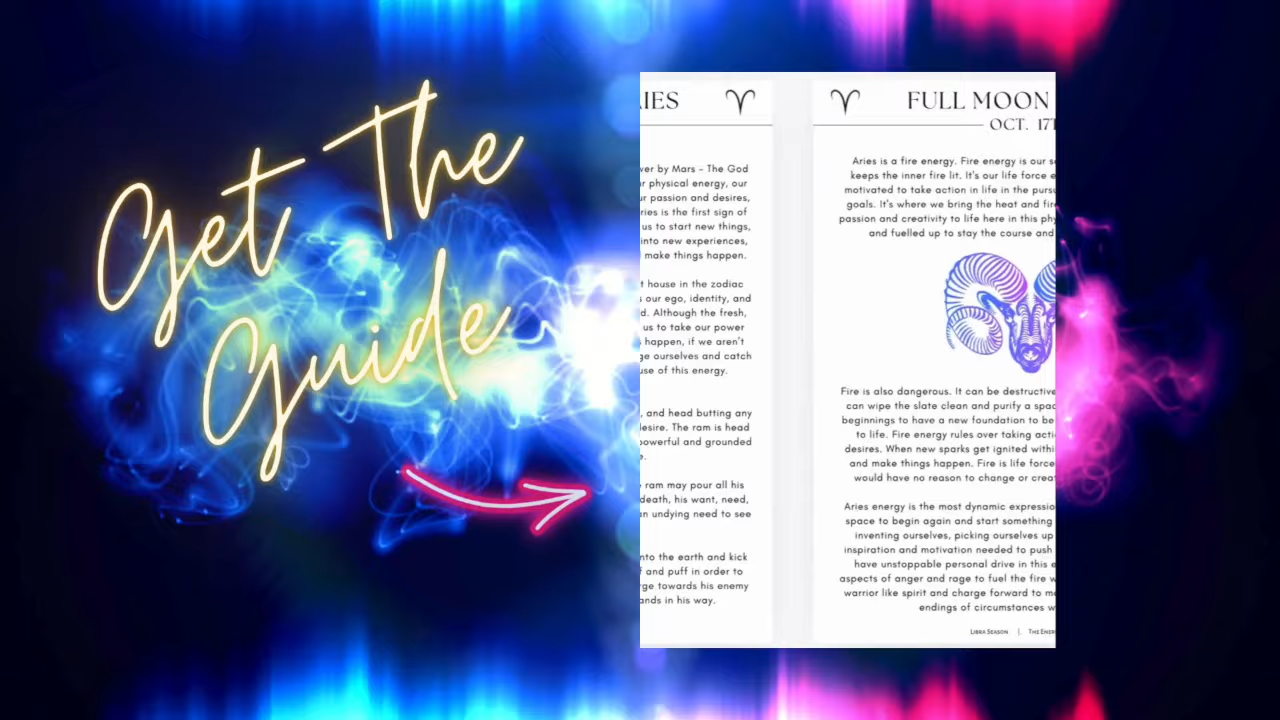 Get The
Guide
IES
er by Mars – The God
r physical energy, our
ur passion and desires,
ries is the first sign of
us to start new things,
into new experiences,
make things happen.
t house in the zodiac
s our ego, identity, and
d. Although the fresh,
us to take our power
happen, if we aren't
ge ourselves and catch
use of this energy.
, and head butting any
esire. The ram is head
powerful and grounded
e.
ram may pour all his
death, his want, need,
an undying need to see
nto the earth and kick
f and puff in order to
rge towards his enemy
ands in his way.
FULL MOON
OCT. 17
Aries is a fire energy. Fire energy is our s
keeps the inner fire lit. It's our life force e
motivated to take action in life in the purs
goals. It's where we bring the heat and fire
passion and creativity to life here in this phy
and fuelled up to stay the course and
Fire is also dangerous. It can be destructive
can wipe the slate clean and purify a spac
beginnings to have a new foundation to be
to life. Fire energy rules over taking acti
desires. When new sparks get ignited withi
and make things happen. Fire is life force
would have no reason to change or crea
Aries energy is the most dynamic expressio
space to begin again and start something
inventing ourselves, picking ourselves up
inspiration and motivation needed to push
have unstoppable personal drive in this e
aspects of anger and rage to fuel the fire w
warrior like spirit and charge forward to m
endings of circumstances w
Libra Season | The Ener